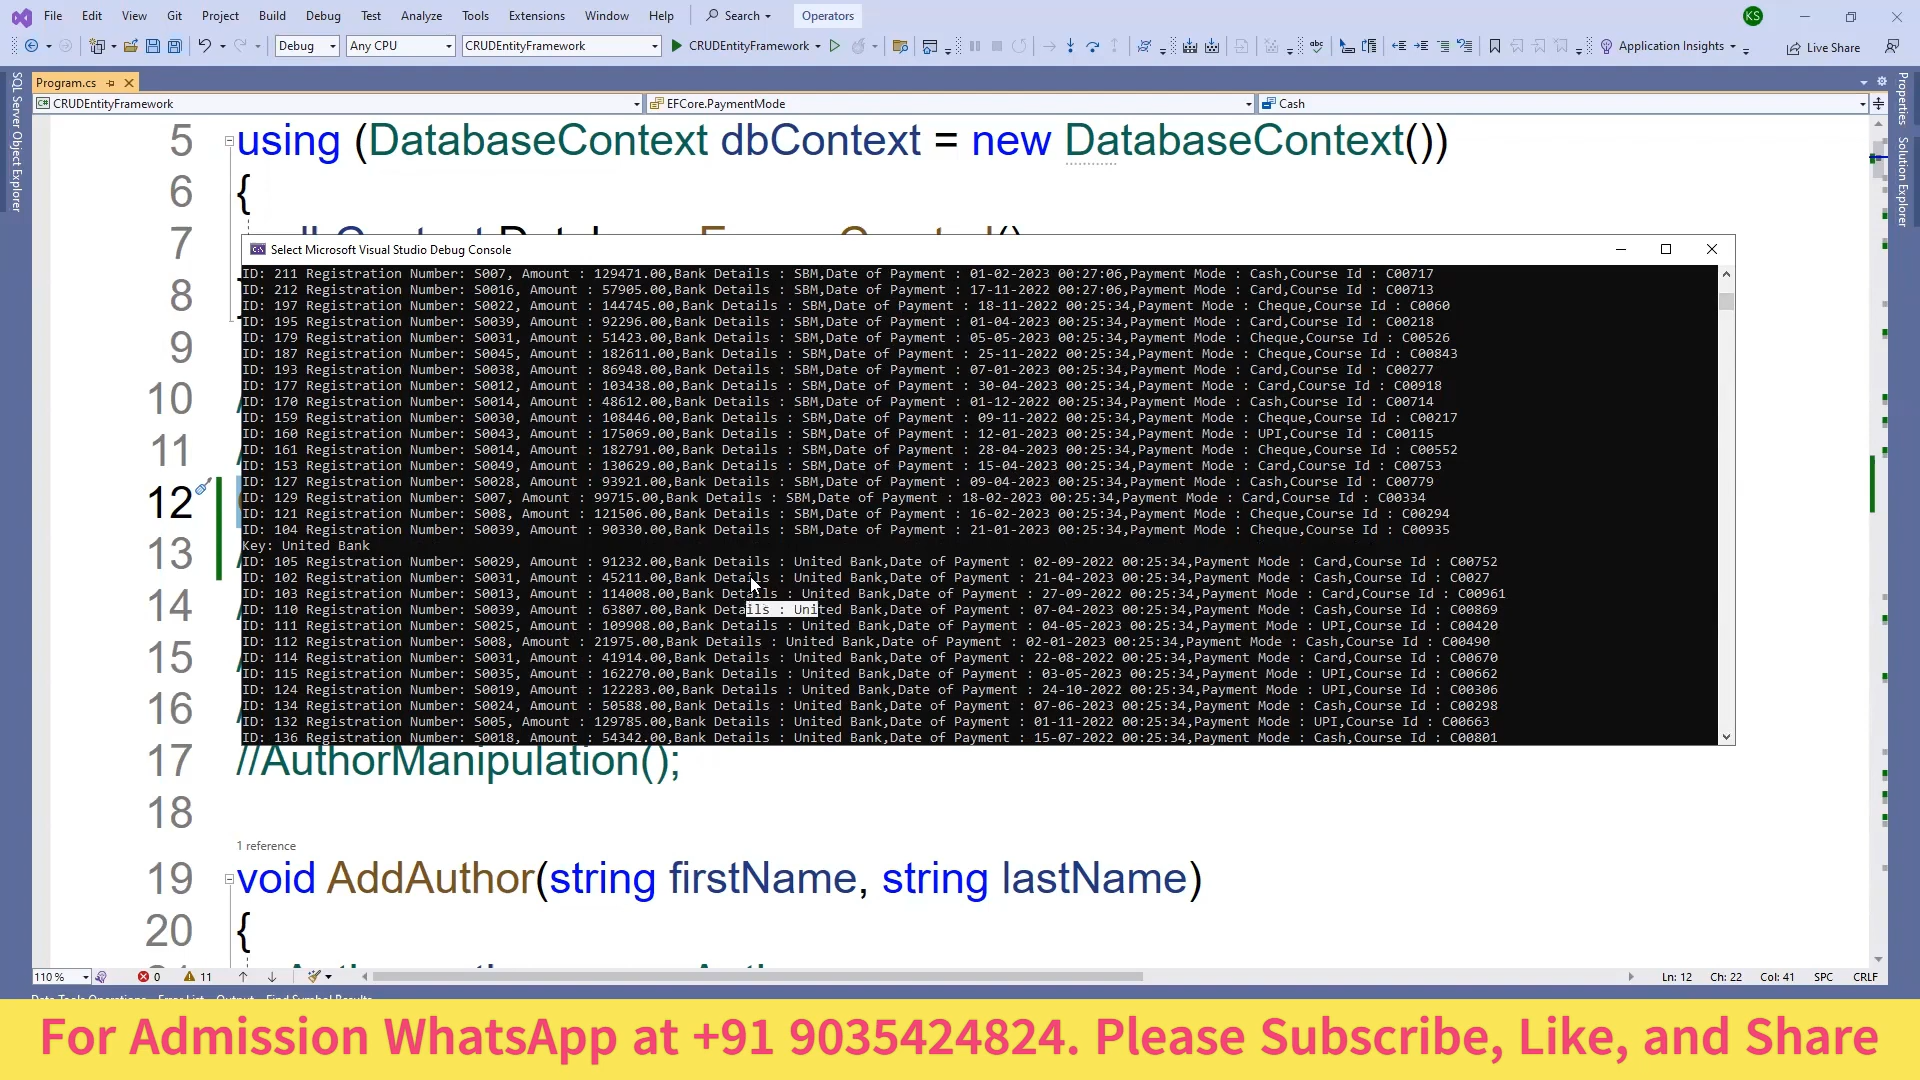 File Edit View Git Project Build Debug Test Analyze Tools Extensions Window Help Search Operators KS
Debug Any CPU CRUDEntityFramework CRUDEntityFramework Application Insights Live Share
Program.cs
CRUDEntityFramework EFCore.PaymentMode Cash
SQL Server Object Explorer
Properties
Solution Explorer
5 using (DatabaseContext dbContext = new DatabaseContext())
6 {
7
Select Microsoft Visual Studio Debug Console
ID: 211 Registration Number: S007, Amount : 129471.00,Bank Details : SBM,Date of Payment : 01-02-2023 00:27:06,Payment Mode : Cash,Course Id : C00717
ID: 212 Registration Number: S0016, Amount : 57905.00,Bank Details : SBM,Date of Payment : 17-11-2022 00:27:06,Payment Mode : Card,Course Id : C00713
ID: 197 Registration Number: S0022, Amount : 144745.00,Bank Details : SBM,Date of Payment : 18-11-2022 00:25:34,Payment Mode : Cheque,Course Id : C0060
ID: 195 Registration Number: S0039, Amount : 92296.00,Bank Details : SBM,Date of Payment : 01-04-2023 00:25:34,Payment Mode : Card,Course Id : C00218
ID: 179 Registration Number: S0031, Amount : 51423.00,Bank Details : SBM,Date of Payment : 05-05-2023 00:25:34,Payment Mode : Cheque,Course Id : C00526
ID: 187 Registration Number: S0045, Amount : 182611.00,Bank Details : SBM,Date of Payment : 25-11-2022 00:25:34,Payment Mode : Cheque,Course Id : C00843
ID: 193 Registration Number: S0038, Amount : 86948.00,Bank Details : SBM,Date of Payment : 07-01-2023 00:25:34,Payment Mode : Card,Course Id : C00277
ID: 177 Registration Number: S0012, Amount : 103438.00,Bank Details : SBM,Date of Payment : 30-04-2023 00:25:34,Payment Mode : Card,Course Id : C00918
ID: 170 Registration Number: S0014, Amount : 48612.00,Bank Details : SBM,Date of Payment : 01-12-2022 00:25:34,Payment Mode : Cash,Course Id : C00714
ID: 159 Registration Number: S0030, Amount : 108446.00,Bank Details : SBM,Date of Payment : 09-11-2022 00:25:34,Payment Mode : Cheque,Course Id : C00217
ID: 160 Registration Number: S0043, Amount : 175069.00,Bank Details : SBM,Date of Payment : 12-01-2023 00:25:34,Payment Mode : UPI,Course Id : C00115
ID: 161 Registration Number: S0014, Amount : 182791.00,Bank Details : SBM,Date of Payment : 28-04-2023 00:25:34,Payment Mode : Cheque,Course Id : C00552
ID: 153 Registration Number: S0049, Amount : 130629.00,Bank Details : SBM,Date of Payment : 15-04-2023 00:25:34,Payment Mode : Card,Course Id : C00753
ID: 127 Registration Number: S0028, Amount : 93921.00,Bank Details : SBM,Date of Payment : 09-04-2023 00:25:34,Payment Mode : Cash,Course Id : C00779
ID: 129 Registration Number: S007, Amount : 99715.00,Bank Details : SBM,Date of Payment : 18-02-2023 00:25:34,Payment Mode : Card,Course Id : C00334
ID: 121 Registration Number: S008, Amount : 121506.00,Bank Details : SBM,Date of Payment : 16-02-2023 00:25:34,Payment Mode : Cheque,Course Id : C00294
ID: 104 Registration Number: S0039, Amount : 90330.00,Bank Details : SBM,Date of Payment : 21-01-2023 00:25:34,Payment Mode : Cheque,Course Id : C00935
Key: United Bank
ID: 105 Registration Number: S0029, Amount : 91232.00,Bank Details : United Bank,Date of Payment : 02-09-2022 00:25:34,Payment Mode : Card,Course Id : C00752
ID: 102 Registration Number: S0031, Amount : 45211.00,Bank Details : United Bank,Date of Payment : 21-04-2023 00:25:34,Payment Mode : Cash,Course Id : C0027
ID: 103 Registration Number: S0013, Amount : 114008.00,Bank Details : United Bank,Date of Payment : 27-09-2022 00:25:34,Payment Mode : Card,Course Id : C00961
ID: 110 Registration Number: S0039, Amount : 63807.00,Bank Details : United Bank,Date of Payment : 07-04-2023 00:25:34,Payment Mode : Cash,Course Id : C00869
ID: 111 Registration Number: S0025, Amount : 109908.00,Bank Details : United Bank,Date of Payment : 04-05-2023 00:25:34,Payment Mode : UPI,Course Id : C00420
ID: 112 Registration Number: S008, Amount : 21975.00,Bank Details : United Bank,Date of Payment : 02-01-2023 00:25:34,Payment Mode : Cash,Course Id : C00490
ID: 114 Registration Number: S0031, Amount : 41914.00,Bank Details : United Bank,Date of Payment : 22-08-2022 00:25:34,Payment Mode : Card,Course Id : C00670
ID: 115 Registration Number: S0035, Amount : 162270.00,Bank Details : United Bank,Date of Payment : 03-05-2023 00:25:34,Payment Mode : UPI,Course Id : C00662
ID: 124 Registration Number: S0019, Amount : 122283.00,Bank Details : United Bank,Date of Payment : 24-10-2022 00:25:34,Payment Mode : UPI,Course Id : C00306
ID: 134 Registration Number: S0024, Amount : 50588.00,Bank Details : United Bank,Date of Payment : 07-06-2023 00:25:34,Payment Mode : Cash,Course Id : C00298
ID: 132 Registration Number: S005, Amount : 129785.00,Bank Details : United Bank,Date of Payment : 01-11-2022 00:25:34,Payment Mode : UPI,Course Id : C00663
ID: 136 Registration Number: S0018, Amount : 54342.00,Bank Details : United Bank,Date of Payment : 15-07-2022 00:25:34,Payment Mode : Cash,Course Id : C00801
8
9
10
11
12
13
14
15
16
17 //AuthorManipulation();
18
1 reference
19 void AddAuthor(string firstName, string lastName)
20 {
110 % 0 11 Ln: 12 Ch: 22 Col: 41 SPC CRLF
Data Tools Operations Error List Output Find Symbol Results
For Admission WhatsApp at +91 9035424824. Please Subscribe, Like, and Share